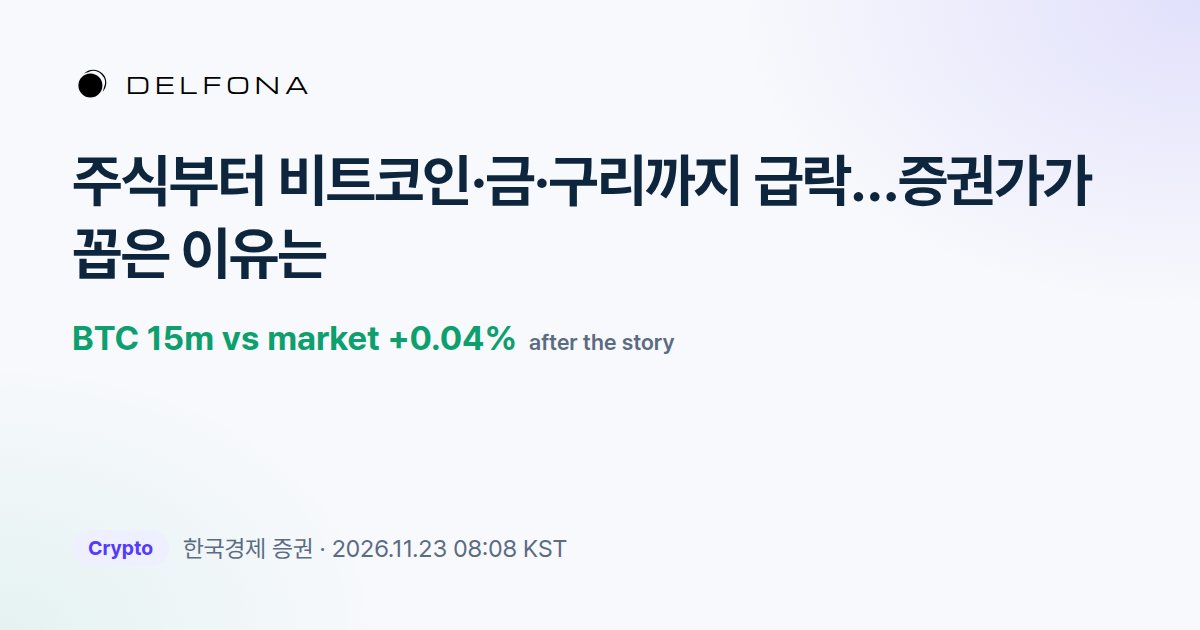 DELFONA
주식부터 비트코인·금·구리까지 급락…증권가가
꼽은 이유는
BTC 15m vs market +0.04% after the story
Crypto 한국경제 증권 · 2026.11.23 08:08 KST